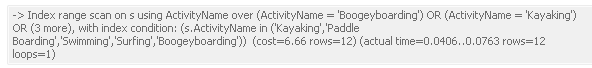 -> Index range scan on s using ActivityName over (ActivityName = 'Boogeyboarding') OR (ActivityName = 'Kayaking')
OR (3 more), with index condition: (s.ActivityName in ('Kayaking','Paddle
Boarding','Swimming','Surfing','Boogeyboarding'))  (cost=6.66 rows=12) (actual time=0.0406..0.0763 rows=12
loops=1)